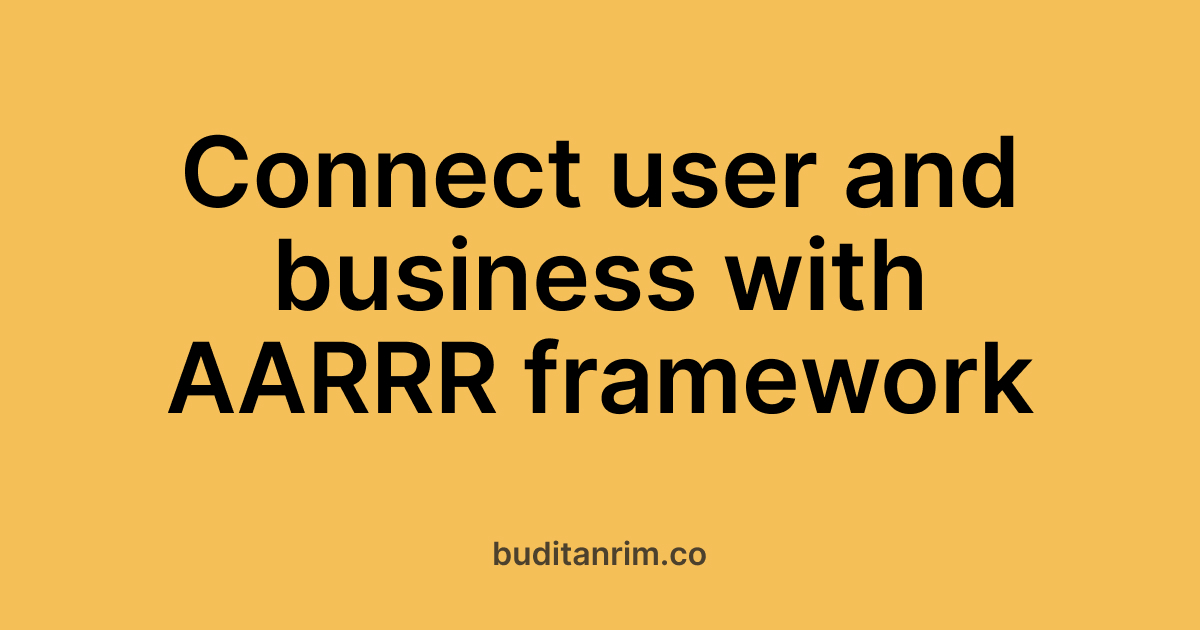 Connect user and
business with
AARRR framework
buditanrim.co